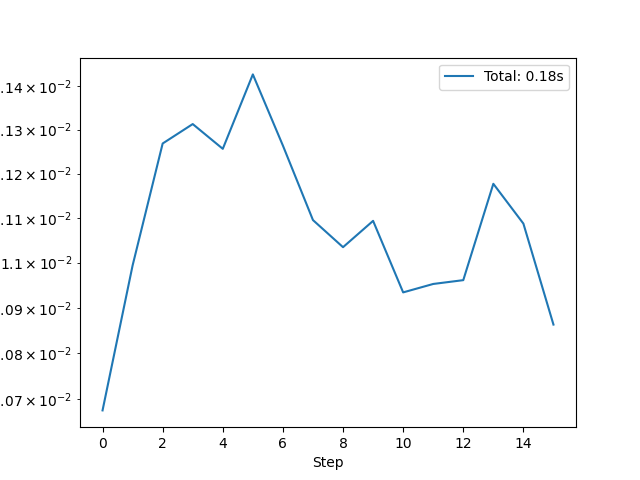 Total: 0.18s
.14 × 10⁻²
.13 × 10⁻²
.12 × 10⁻²
.11 × 10⁻²
1.1 × 10⁻²
.09 × 10⁻²
.08 × 10⁻²
.07 × 10⁻²
0 2 4 6 8 10 12 14
Step